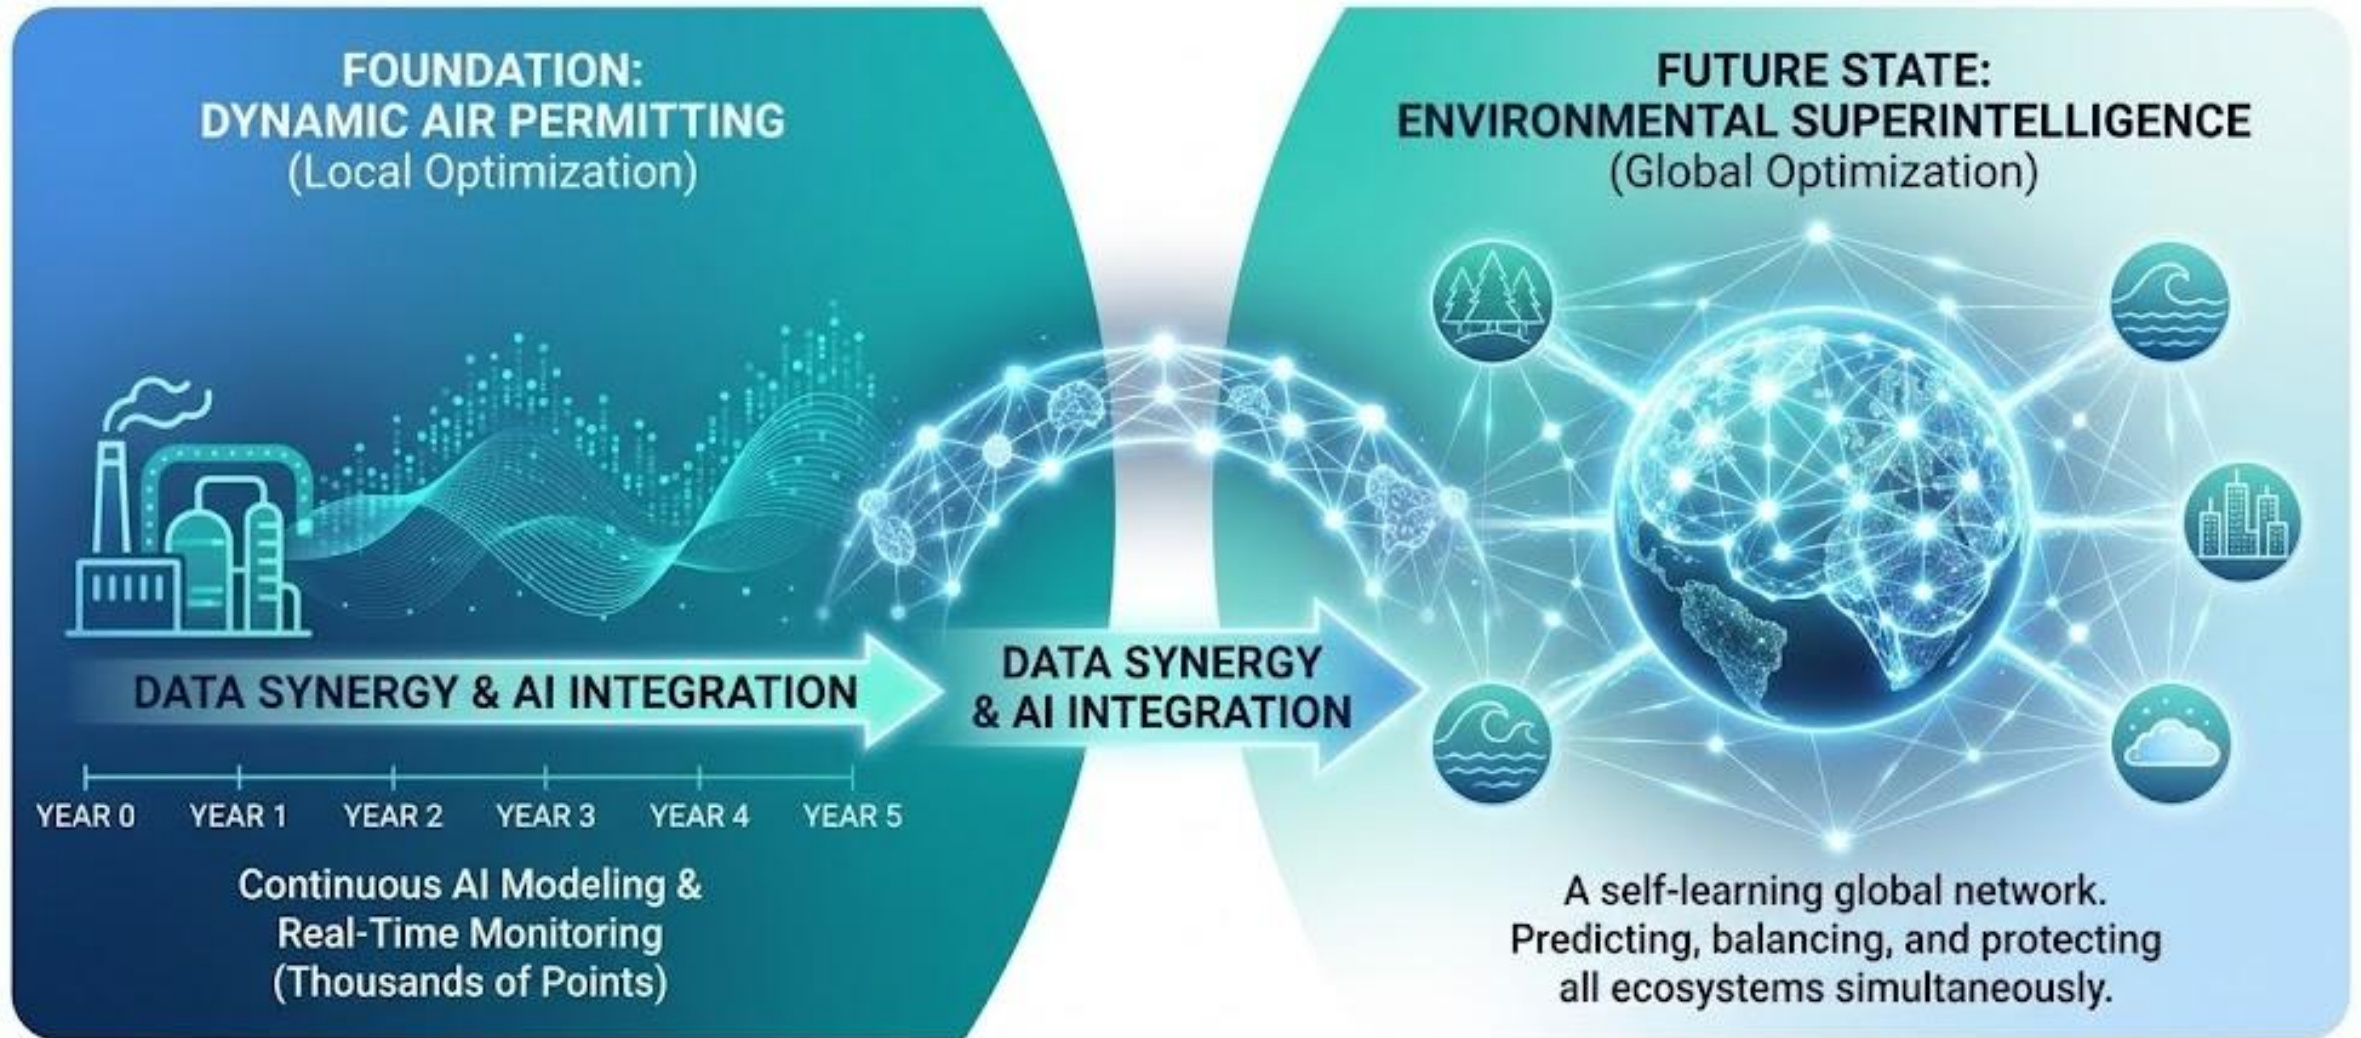 FOUNDATION:
DYNAMIC AIR PERMITTING
(Local Optimization)
DATA SYNERGY & AI INTEGRATION
YEAR 0 YEAR 1 YEAR 2 YEAR 3 YEAR 4 YEAR 5
Continuous AI Modeling &
Real-Time Monitoring
(Thousands of Points)
DATA SYNERGY
& AI INTEGRATION
FUTURE STATE:
ENVIRONMENTAL SUPERINTELLIGENCE
(Global Optimization)
A self-learning global network.
Predicting, balancing, and protecting
all ecosystems simultaneously.